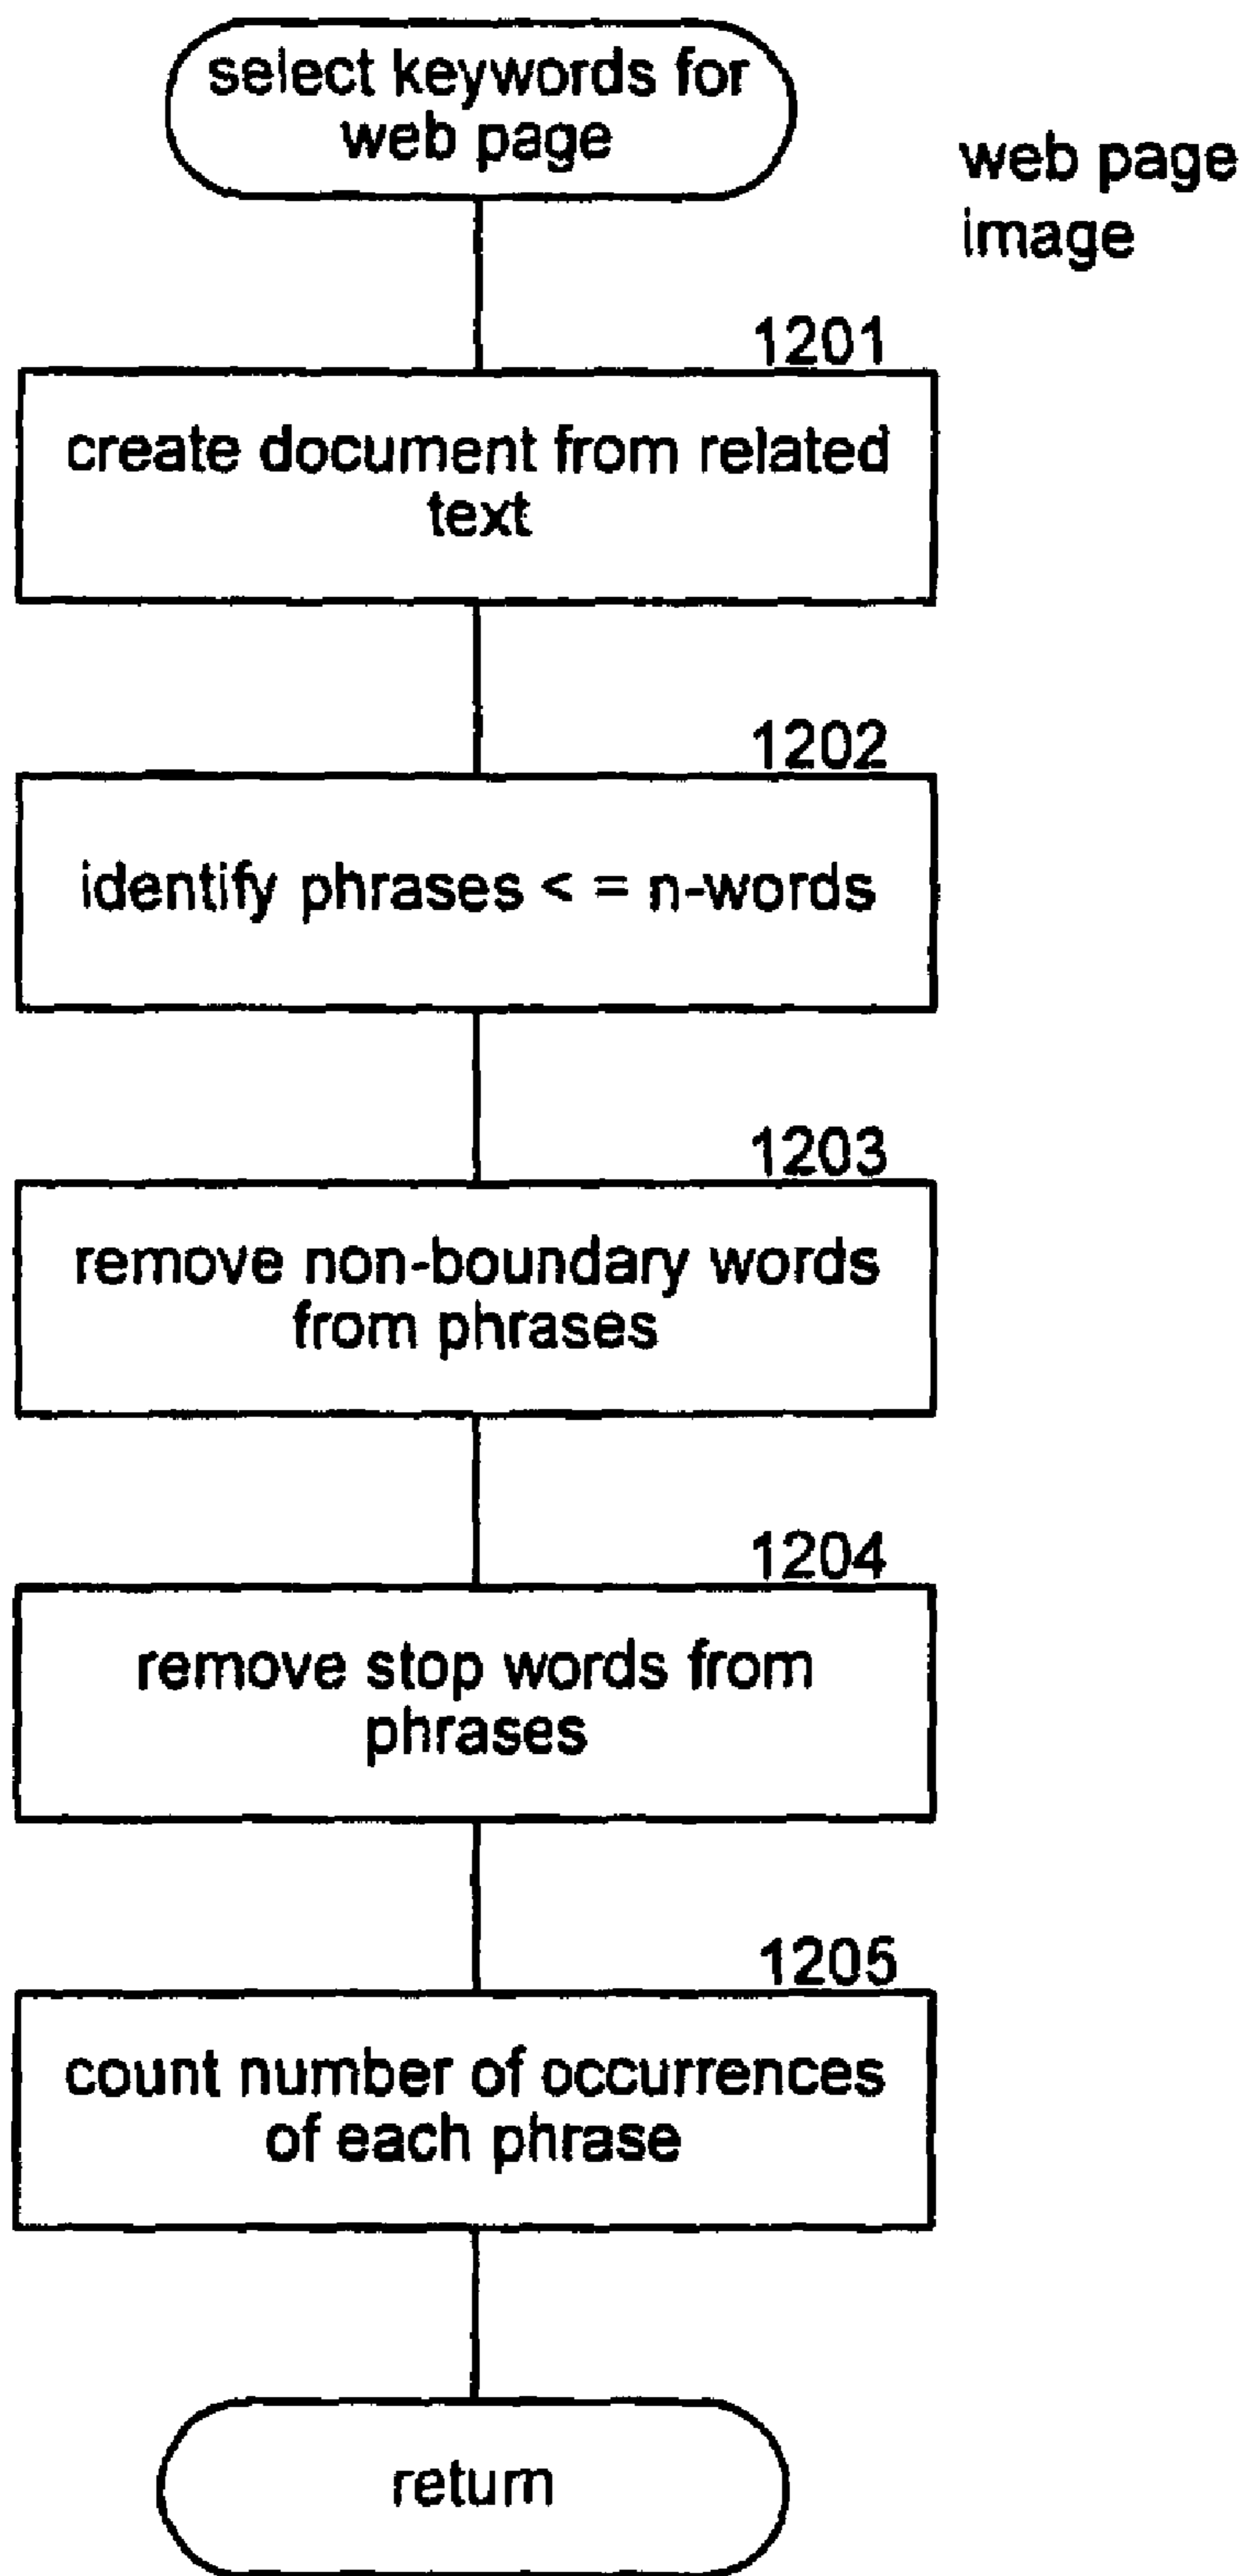 select keywords for
web page
web page
image
1201
create document from related
text
1202
identify phrases < = n-words
1203
remove non-boundary words
from phrases
1204
remove stop words from
phrases
1205
count number of occurrences
of each phrase
return